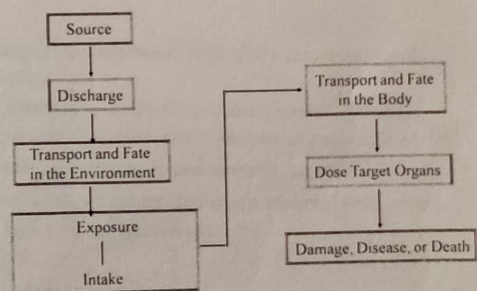 Source
Discharge
Transport and Fate
in the Environment
Exposure
Intake
Transport and Fate
in the Body
Dose Target Organs
Damage, Disease, or Death